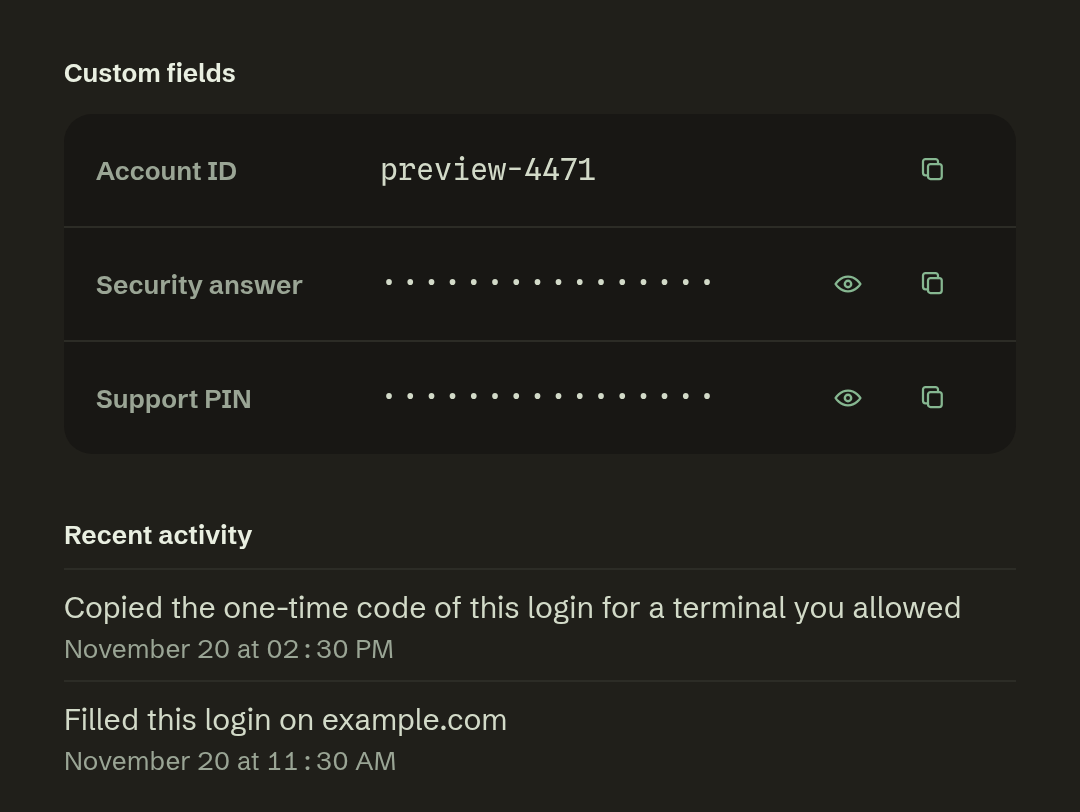 Custom fields
Account ID preview-4471
Security answer ••••••••••••••••
Support PIN ••••••••••••••••
Recent activity
Copied the one-time code of this login for a terminal you allowed
November 20 at 02:30 PM
Filled this login on example.com
November 20 at 11:30 AM